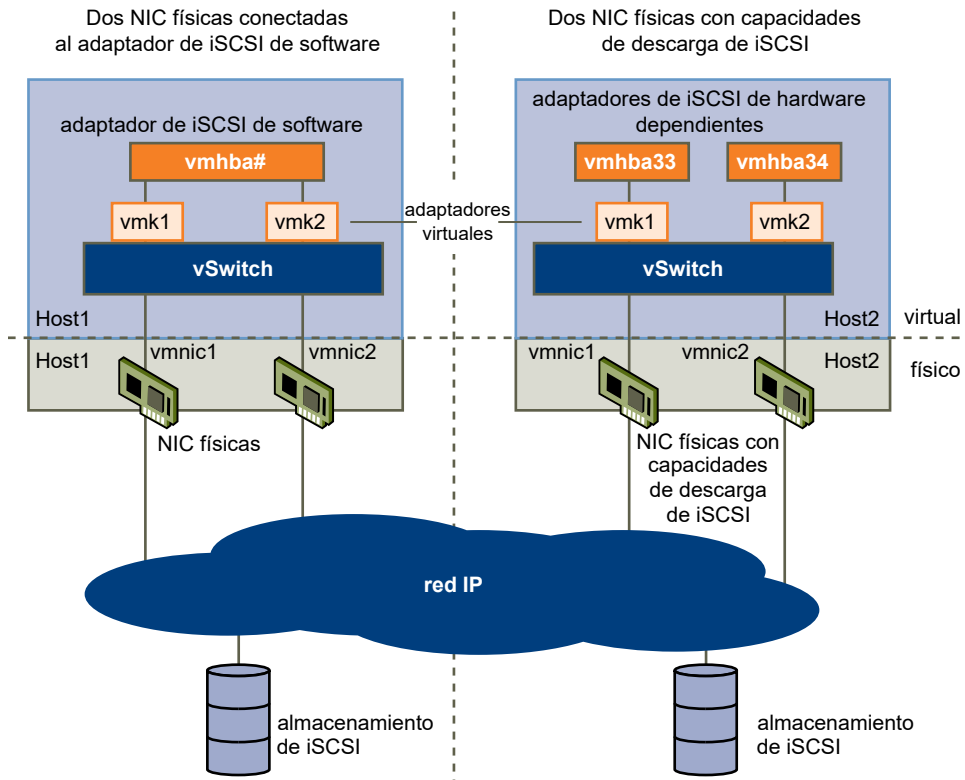 Dos NIC físicas conectadas
al adaptador de iSCSI de software
Dos NIC físicas con capacidades
de descarga de iSCSI
adaptador de iSCSI de software
vmhba#
vmk1
vmk2
vSwitch
Host1
adaptadores
virtuales
adaptadores de iSCSI de hardware
dependientes
vmhba33
vmhba34
vmk1
vmk2
vSwitch
Host2
virtual
Host1
vmnic1
vmnic2
NIC físicas
vmnic1
vmnic2
Host2
físico
NIC físicas con
capacidades
de descarga
de iSCSI
red IP
almacenamiento
de iSCSI
almacenamiento
de iSCSI